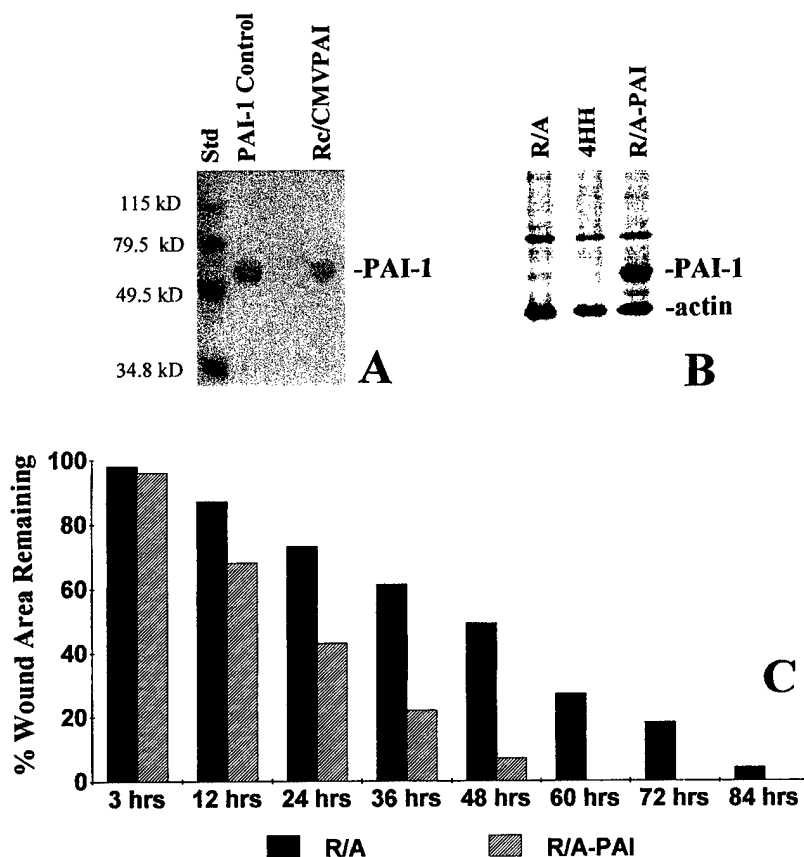 Std
PAI-1 Control
Rc/CMVPAI
115 kD
79.5 kD
49.5 kD
34.8 kD
-PAI-1
A
R/A
4HH
R/A-PAI
-PAI-1
-actin
B
% Wound Area Remaining
100
80
60
40
20
0
C
3 hrs 12 hrs 24 hrs 36 hrs 48 hrs 60 hrs 72 hrs 84 hrs
R/A R/A-PAI